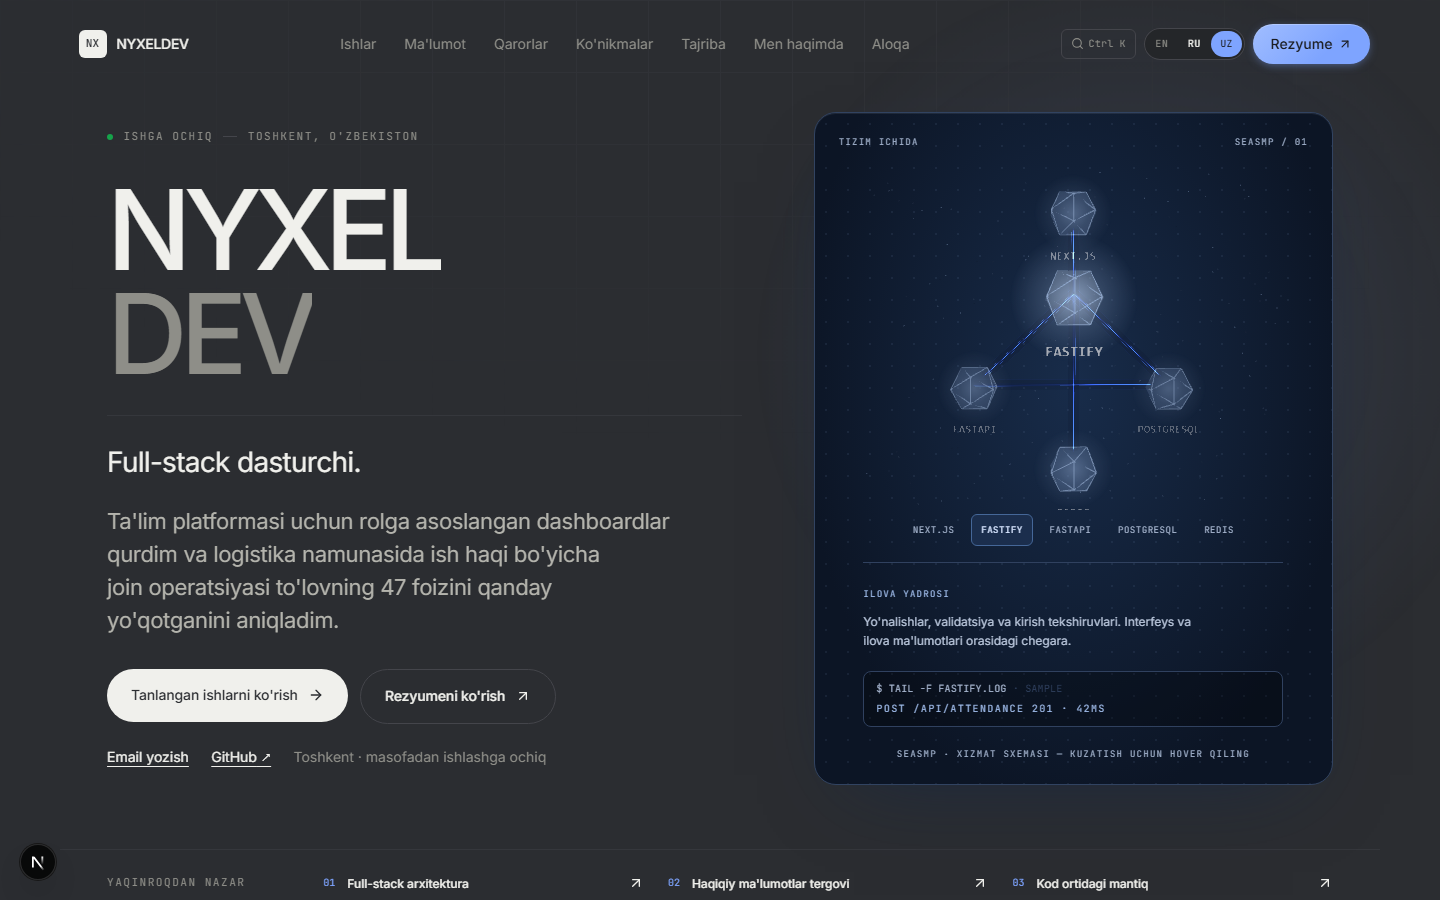 NX NYXELDEV
Ishlar Ma'lumot Qarorlar Ko'nikmalar Tajriba Men haqimda Aloqa
Ctrl K
EN RU UZ
Rezyume
ISHGA OCHIQ — TOSHKENT, O'ZBEKISTON
NYXEL
DEV
Full-stack dasturchi.
Ta'lim platformasi uchun rolga asoslangan dashboardlar
qurdim va logistika namunasida ish haqi bo'yicha
join operatsiyasi to'lovning 47 foizini qanday
yo'qotganini aniqladim.
Tanlangan ishlarni ko'rish →
Rezyumeni ko'rish ↗
Email yozish GitHub ↗ Toshkent · masofadan ishlashga ochiq
TIZIM ICHIDA
SEASMP / 01
NEXT.JS
FASTIFY
FASTAPI
POSTGRESQL
NEXT.JS FASTIFY FASTAPI POSTGRESQL REDIS
ILOVA YADROSI
Yo'nalishlar, validatsiya va kirish tekshiruvlari. Interfeys va
ilova ma'lumotlari orasidagi chegara.
$ TAIL -F FASTIFY.LOG · SAMPLE
POST /API/ATTENDANCE 201 · 42MS
SEASMP · XIZMAT SXEMASI — KUZATISH UCHUN HOVER QILING
N
YAQINROQDAN NAZAR
01 Full-stack arxitektura ↗
02 Haqiqiy ma'lumotlar tergovi ↗
03 Kod ortidagi mantiq ↗